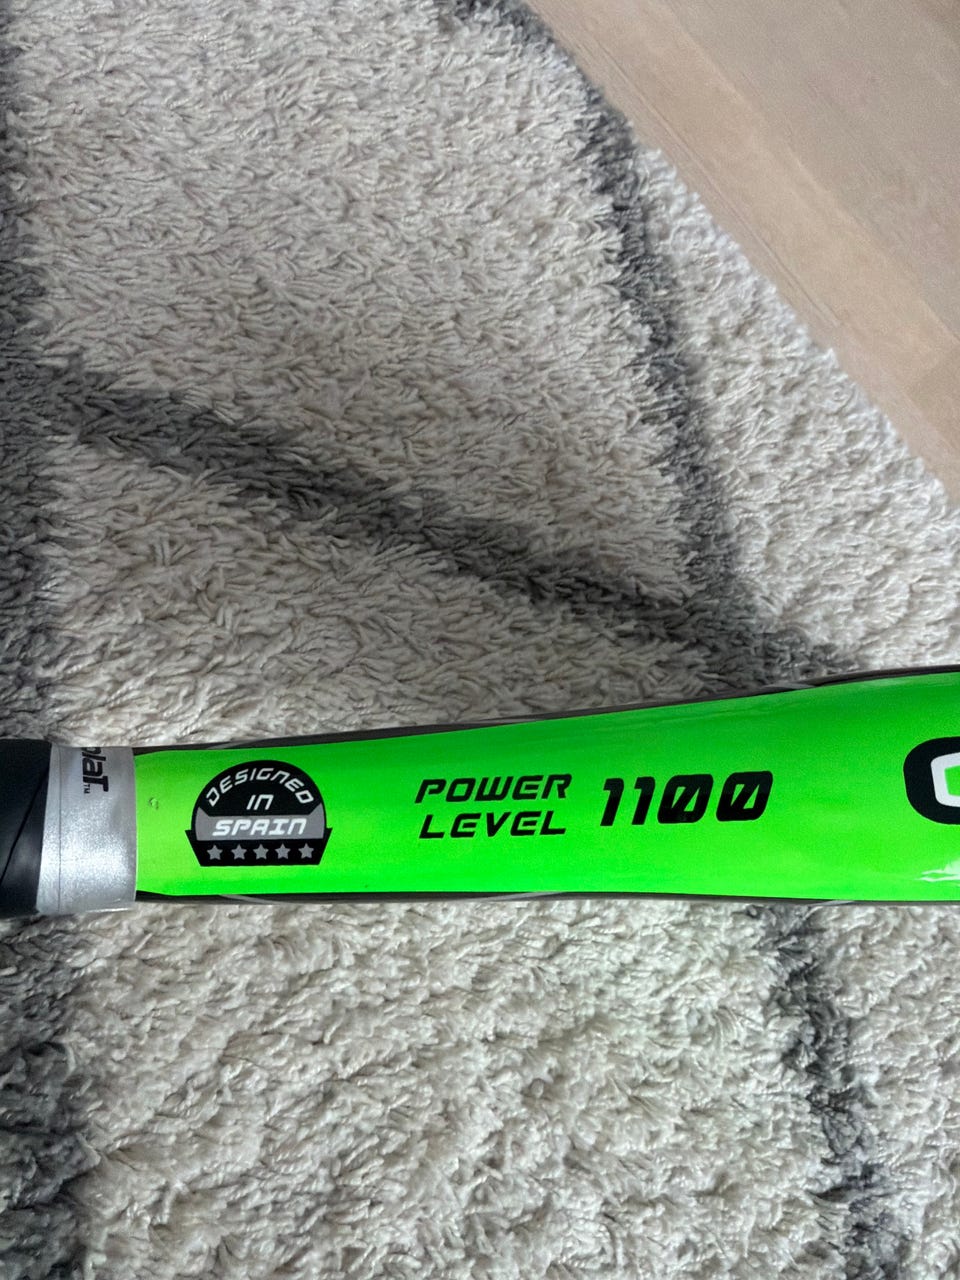 DESIGNED
IN
SPAIN
POWER
LEVEL
1100